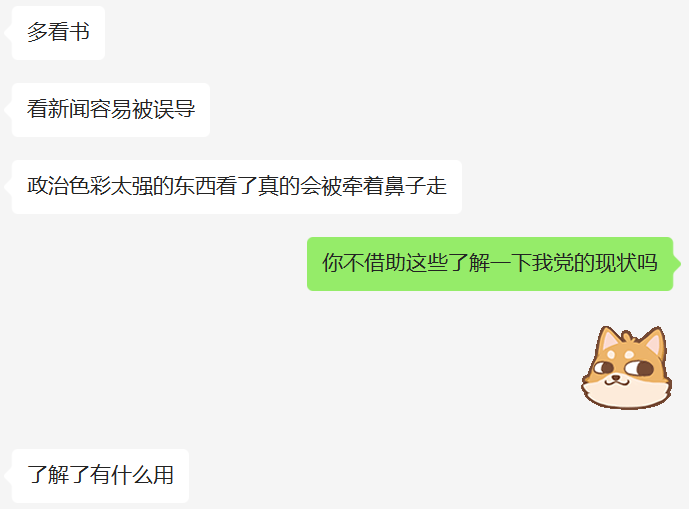 多看书
看新闻容易被误导
政治色彩太强的东西看了真的会被牵着鼻子走
你不借助这些了解一下我党的现状吗
了解了有什么用